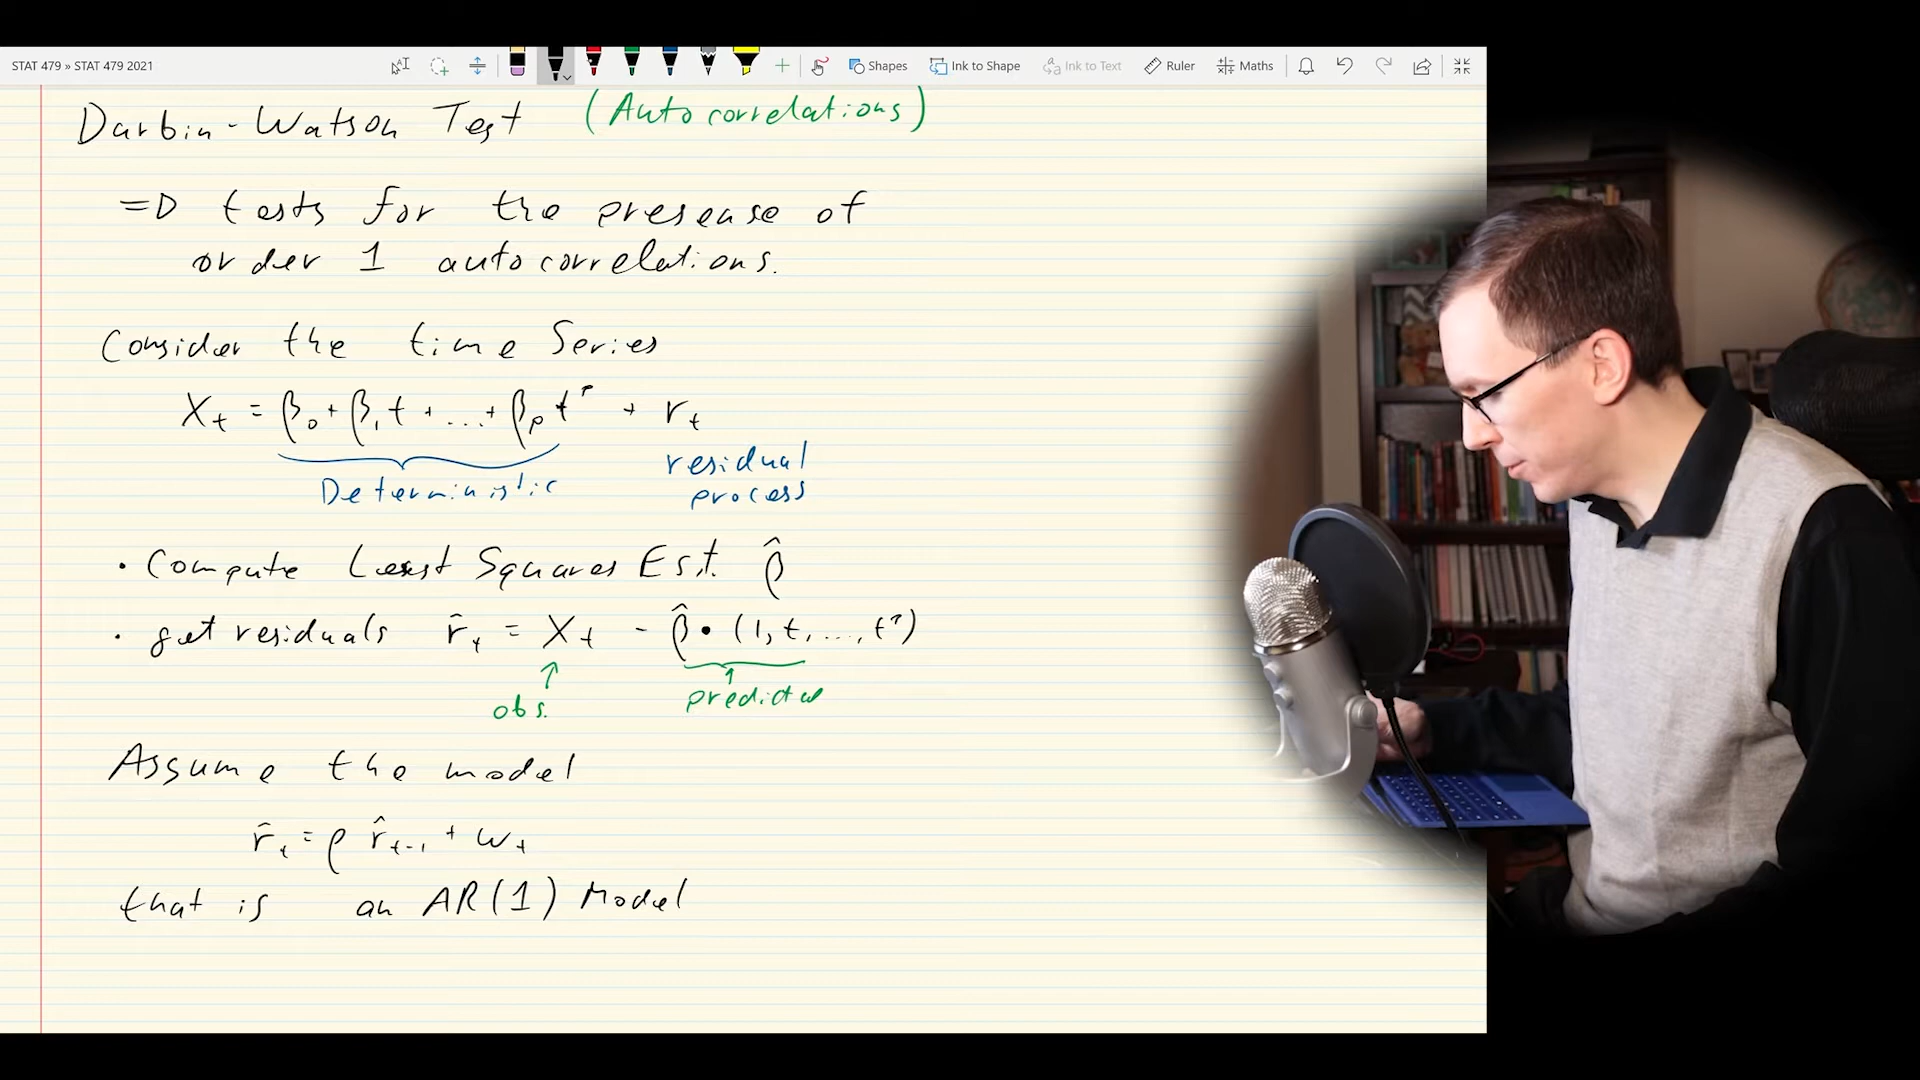 STAT 479 » STAT 479 2021
Shapes
Ink to Shape
Ink to Text
Ruler
Maths
Durbin-Watson Test (Autocorrelations)
=D tests for the presense of
order 1 autocorrelations.
Consider the time Series
X_t = β_0 + β_1 t + ... + β_p t^p + r_t
Deterministic
residual
process
• Compute Least Squares Est. β̂
• get residuals r̂_t = X_t - β̂ • (1, t, ..., t^p)
↑ ↑
obs. predicted
Assume the model
r̂_t = ρ r̂_{t-1} + w_t
that is an AR(1) Model